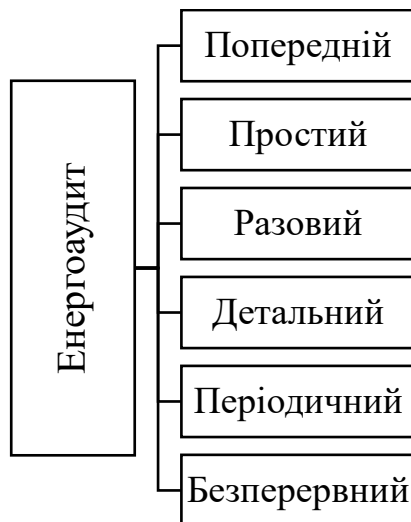 Енергоаудит
Попередній
Простий
Разовий
Детальний
Періодичний
Безперервний